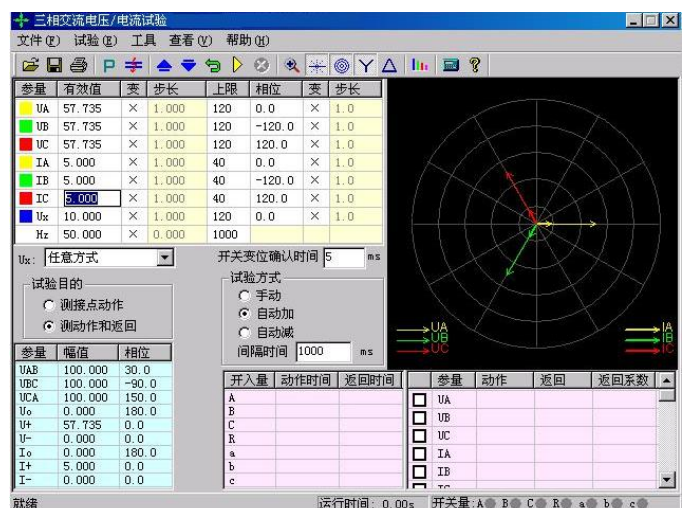 三相交流电压/电流试验
文件(F) 试验(E) 工具 查看(V) 帮助(H)
参量 有效值 变 步长 上限 相位 变 步长
UA 57.735 × 1.000 120 0.0 × 1.0
UB 57.735 × 1.000 120 -120.0 × 1.0
UC 57.735 × 1.000 120 120.0 × 1.0
IA 5.000 × 1.000 40 0.0 × 1.0
IB 5.000 × 1.000 40 -120.0 × 1.0
IC 5.000 × 1.000 40 120.0 × 1.0
Ux 10.000 × 1.000 120 0.0 × 1.0
Hz 50.000 × 0.000 1000
Ux: 任意方式 开关变位确认时间 5 ms
试验目的
测接点动作
测动作和返回
试验方式
手动
自动加
自动减
间隔时间 1000 ms
UA
UB
UC
IA
IB
IC
参量 幅值 相位
UAB 100.000 30.0
UBC 100.000 -90.0
UCA 100.000 150.0
Uo 0.000 180.0
U+ 57.735 0.0
U- 0.000 0.0
Io 0.000 180.0
I+ 5.000 0.0
I- 0.000 0.0
开入量 动作时间 返回时间
A
B
C
R
a
b
c
参量 动作 返回 返回系数
UA
UB
UC
IA
IB
就绪 运行时间: 0.00s 开关量:A B C R a b c